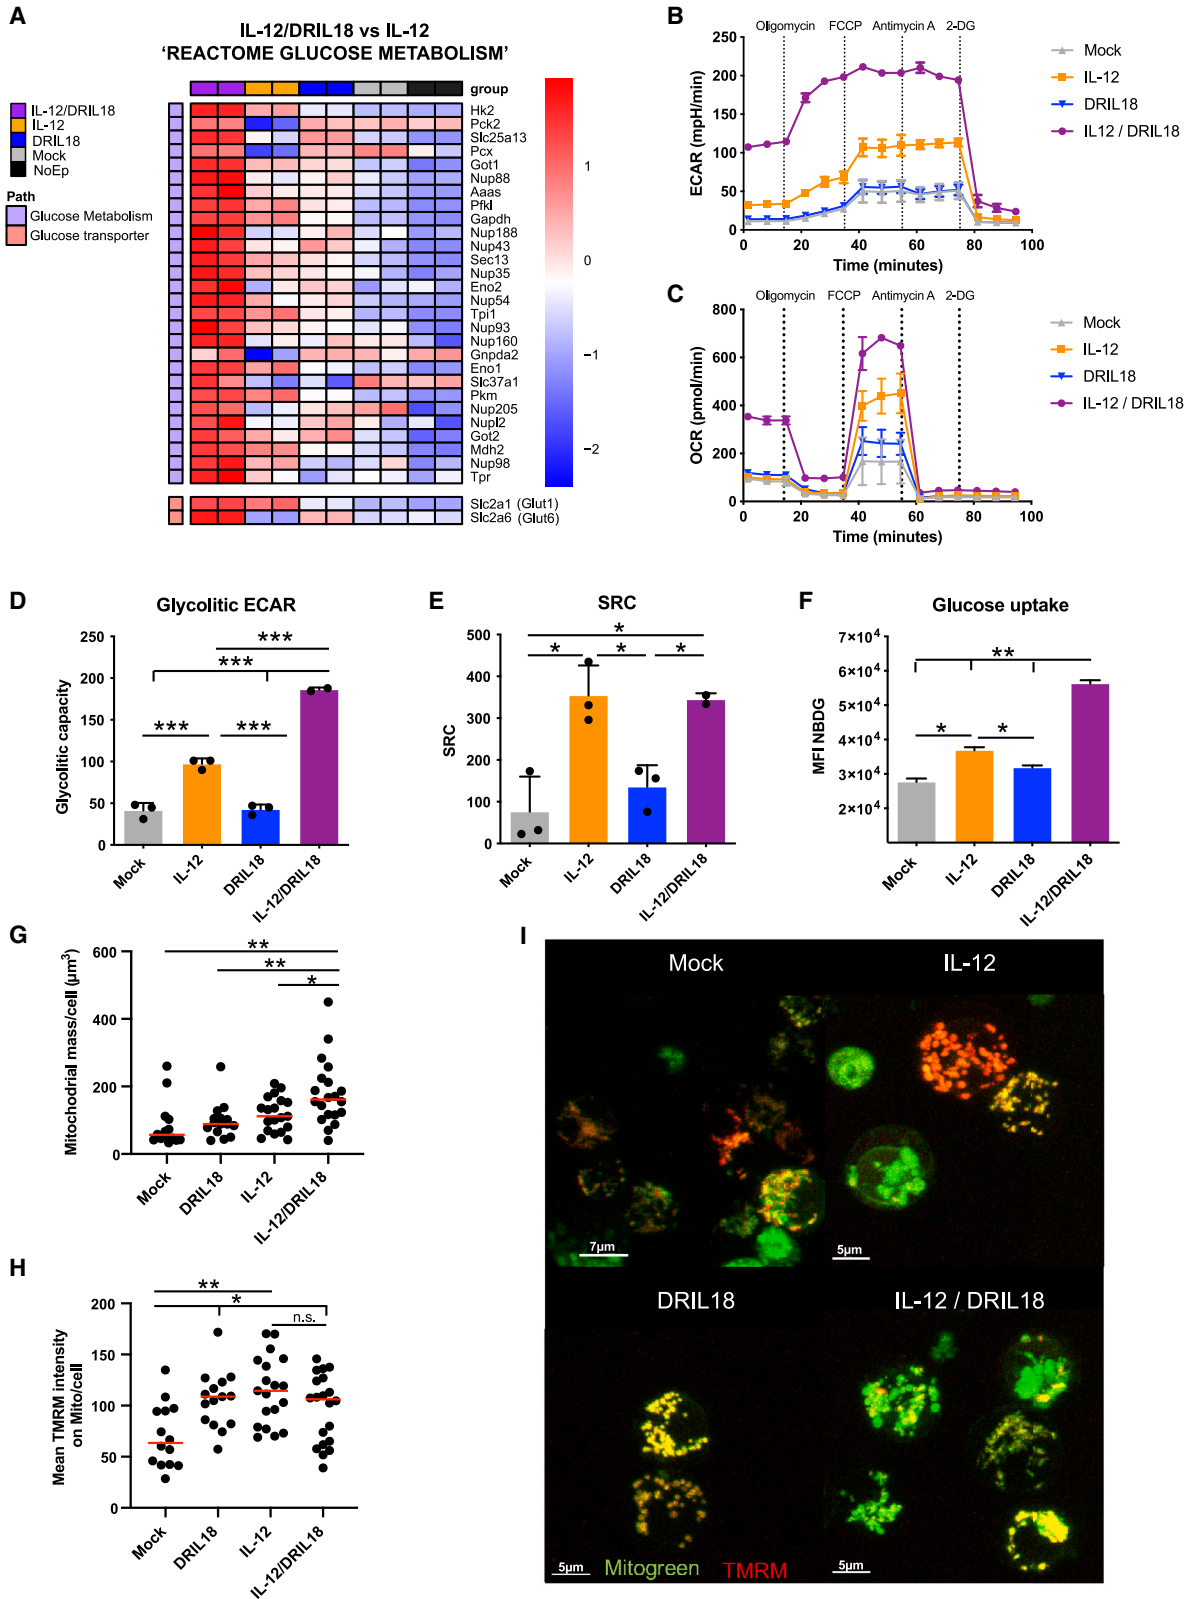 A
IL-12/DRIL18 vs IL-12
'REACTOME GLUCOSE METABOLISM'
group
IL-12/DRIL18
IL-12
DRIL18
Mock
NoEp
Path
Glucose Metabolism
Glucose transporter
Hk2
Pck2
Slc25a13
Pcx
Got1
Nup88
Aaas
Pfkl
Gapdh
Nup188
Nup43
Sec13
Nup35
Eno2
Nup54
Tpi1
Nup93
Nup160
Gnpda2
Eno1
Slc37a1
Pkm
Nup205
Nupl2
Got2
Mdh2
Nup98
Tpr
Slc2a1 (Glut1)
Slc2a6 (Glut6)
1
0
−1
−2
B
Oligomycin FCCP Antimycin A 2-DG
ECAR (mpH/min)
250
200
150
100
50
0
0 20 40 60 80 100
Time (minutes)
Mock
IL-12
DRIL18
IL12 / DRIL18
C
Oligomycin FCCP Antimycin A 2-DG
OCR (pmol/min)
800
600
400
200
0
0 20 40 60 80 100
Time (minutes)
Mock
IL-12
DRIL18
IL-12 / DRIL18
D
Glycolitic ECAR
Glycolitic capacity
250
200
150
100
50
0
***
***
*** ***
Mock IL-12 DRIL18 IL-12/DRIL18
E
SRC
SRC
500
400
300
200
100
0
*
* * *
Mock IL-12 DRIL18 IL-12/DRIL18
F
Glucose uptake
MFI NBDG
7×10⁴
6×10⁴
5×10⁴
4×10⁴
3×10⁴
2×10⁴
**
* *
Mock IL-12 DRIL18 IL-12/DRIL18
G
Mitochodrial mass/cell (µm³)
600
400
200
0
**
**
*
Mock DRIL18 IL-12 IL-12/DRIL18
H
Mean TMRM intensity
on Mito/cell
200
150
100
50
0
**
*
n.s.
Mock DRIL18 IL-12 IL-12/DRIL18
I
Mock IL-12
7µm 5µm
DRIL18 IL-12 / DRIL18
5µm Mitogreen TMRM 5µm